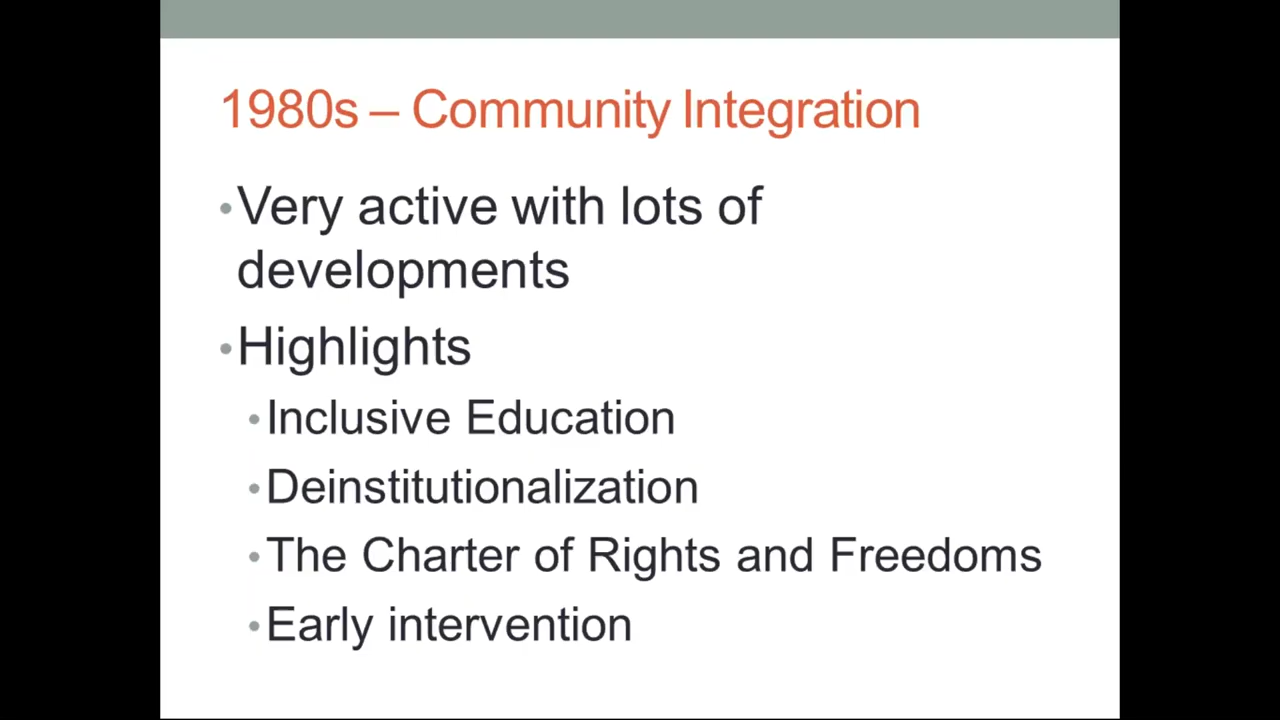 1980s – Community Integration
•Very active with lots of
developments
•Highlights
•Inclusive Education
•Deinstitutionalization
•The Charter of Rights and Freedoms
•Early intervention